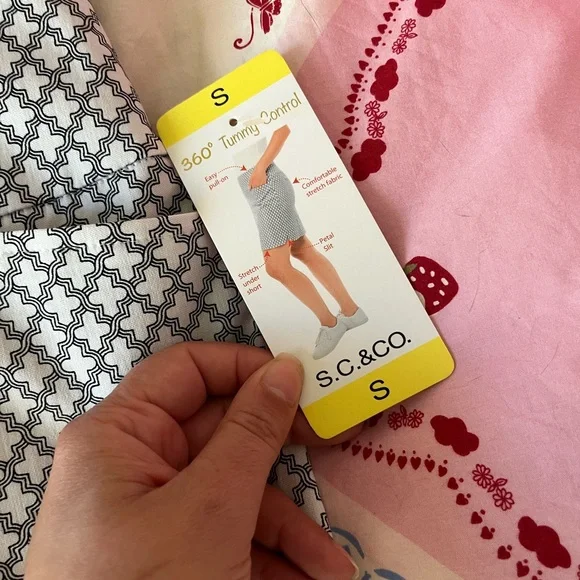 S
360° Tummy Control
Easy
pull-on
Comfortable
stretch fabric
Stretch
under
short
Petal
Slit
S.C.&CO.
S